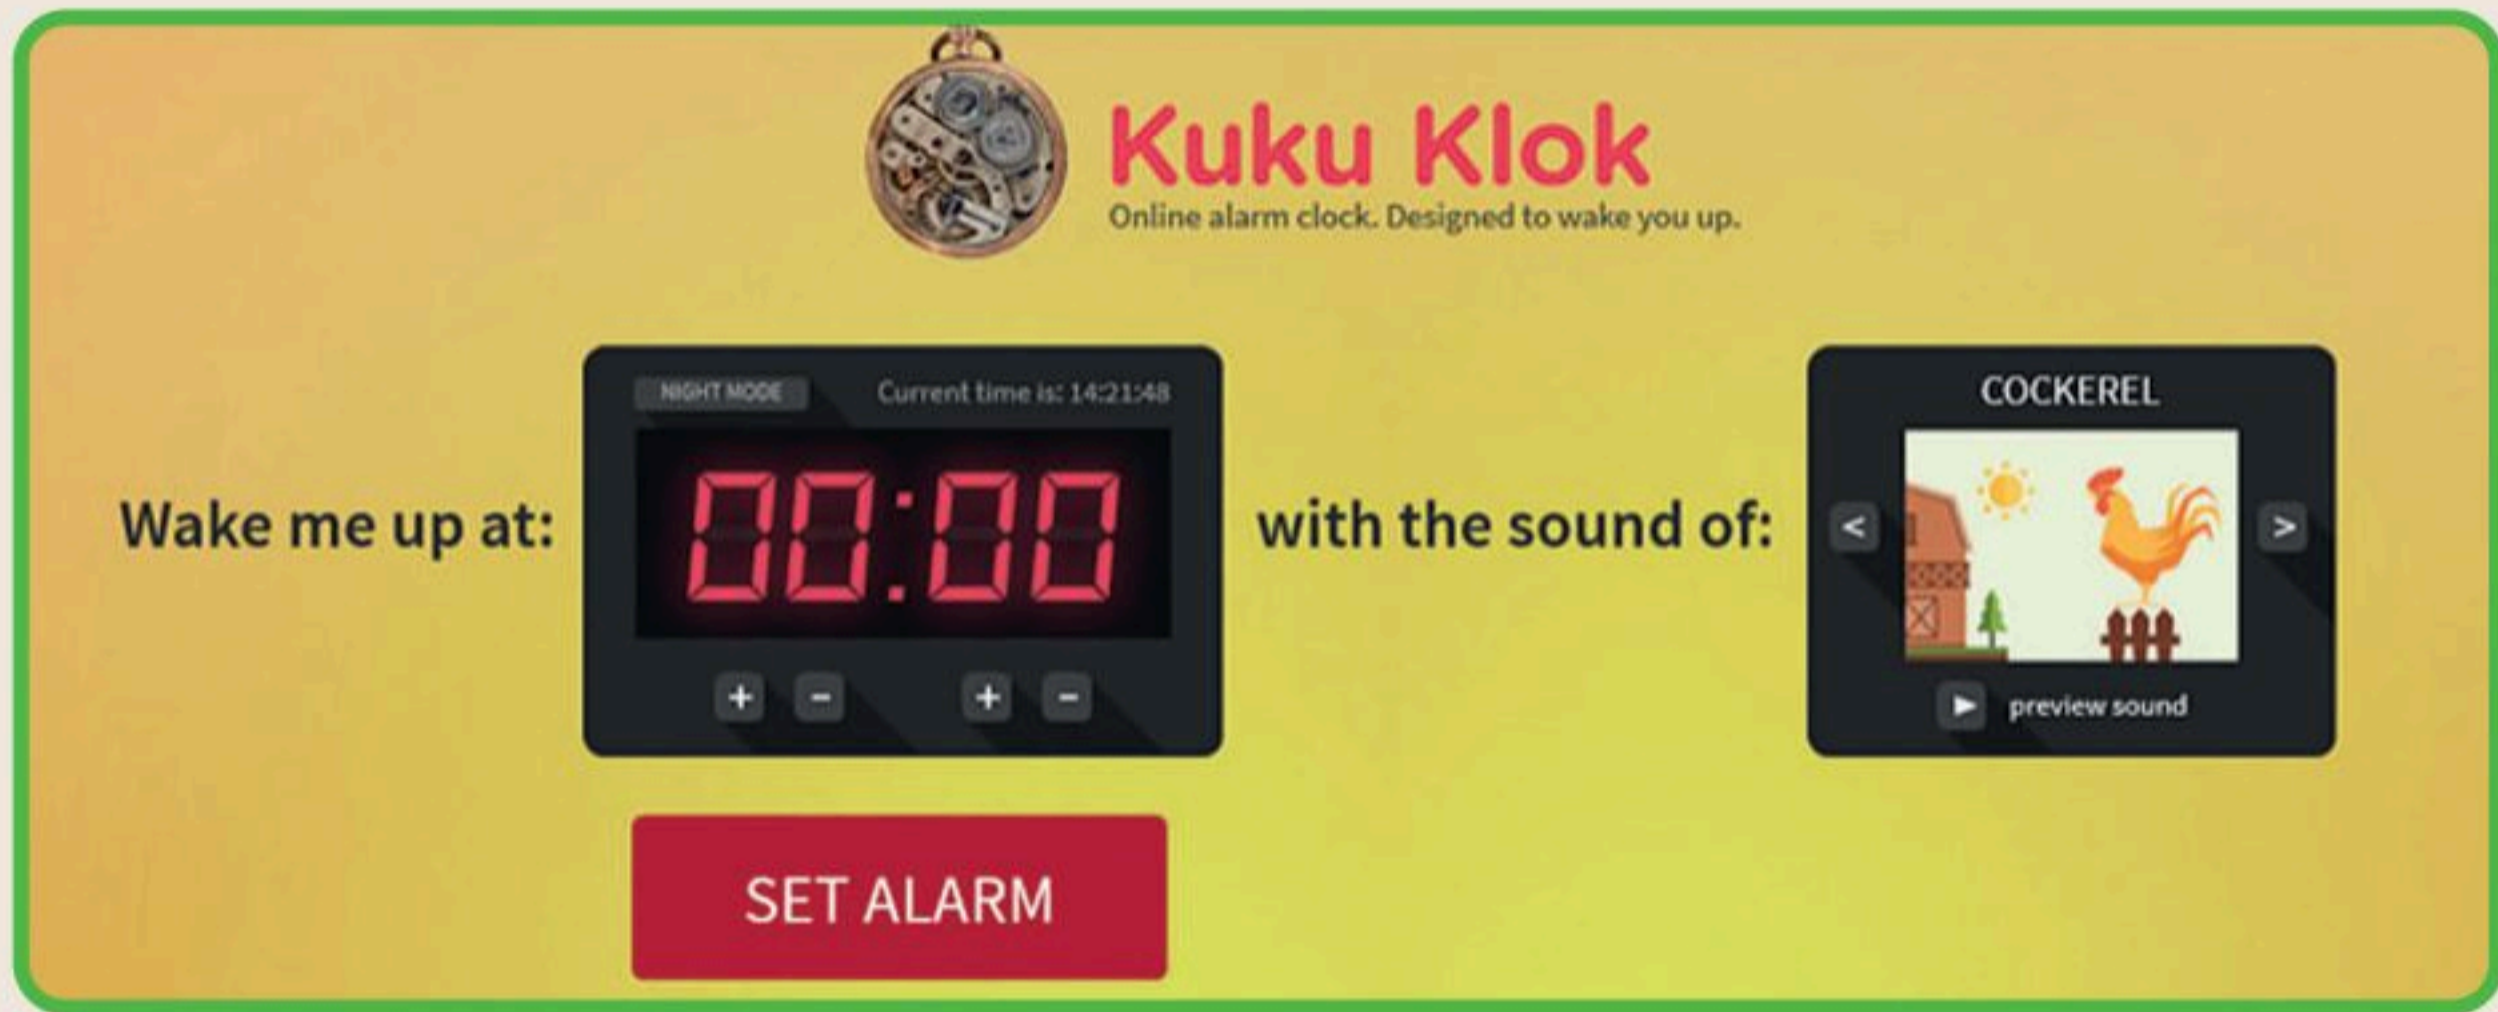 Kuku Klok
Online alarm clock. Designed to wake you up.
Wake me up at:
NIGHT MODE
Current time is: 14:21:48
00:00
+ - + -
with the sound of:
COCKEREL
< >
preview sound
SET ALARM